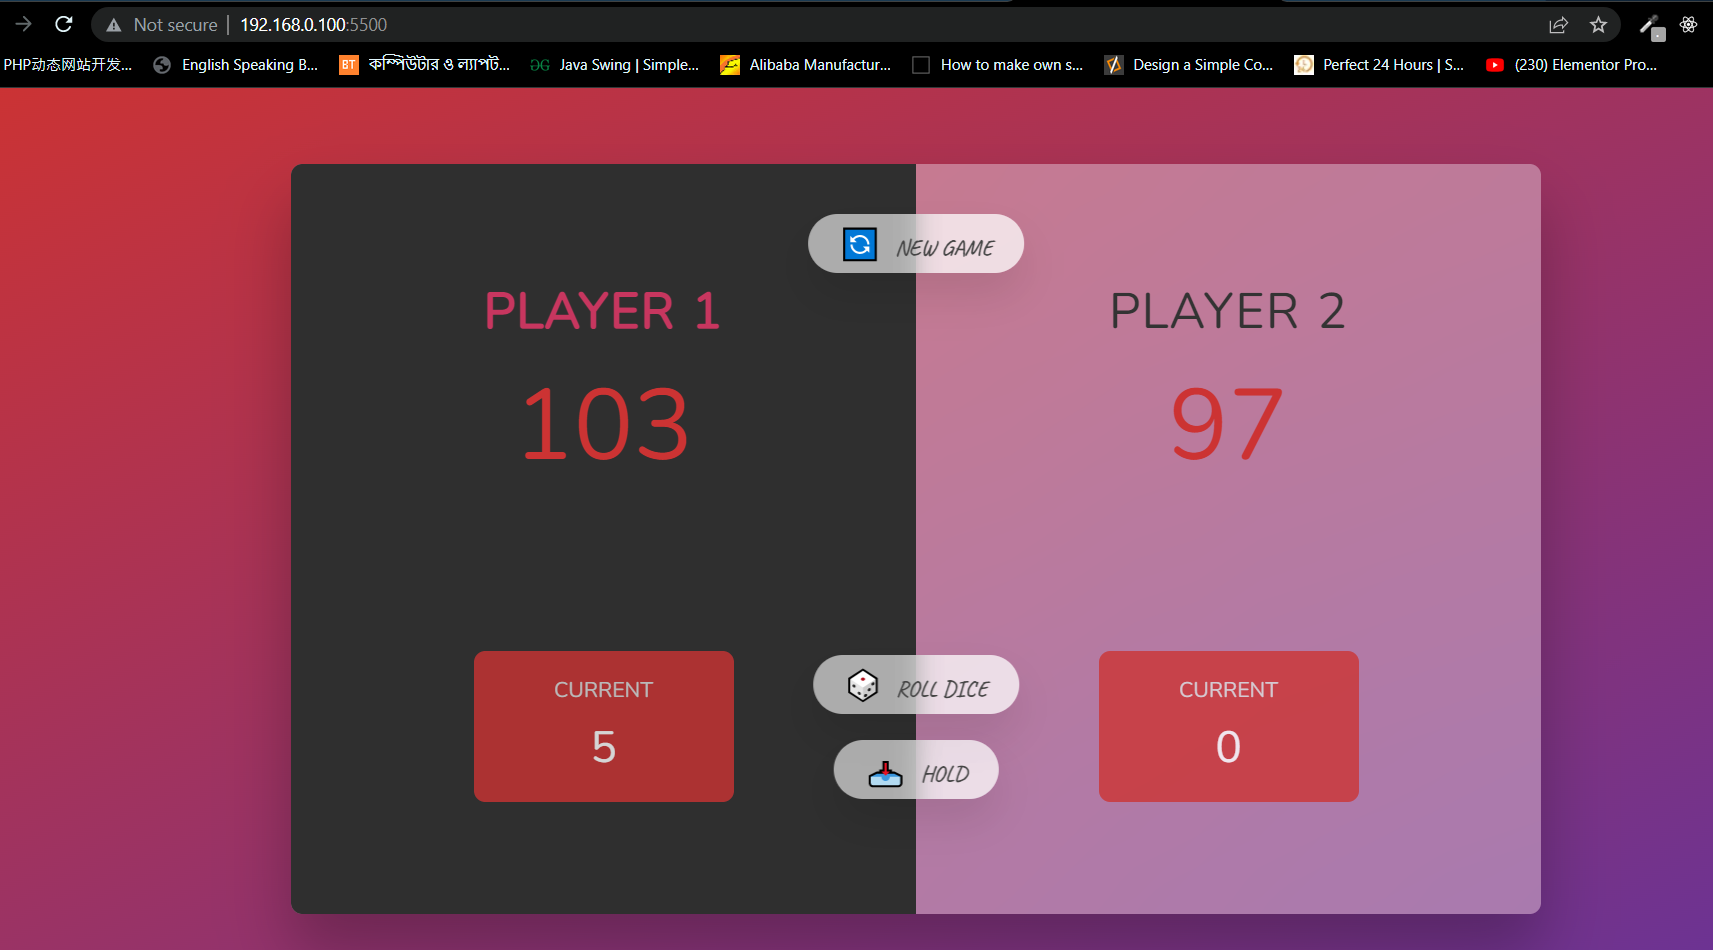 Not secure | 192.168.0.100:5500
PHP动态网站开发... English Speaking B... BT কম্পিউটার ও ল্যাপট... GG Java Swing | Simple... Alibaba Manufactur... How to make own s... Design a Simple Co... Perfect 24 Hours | S... (230) Elementor Pro...
NEW GAME
PLAYER 1
103
PLAYER 2
97
CURRENT
5
ROLL DICE
HOLD
CURRENT
0